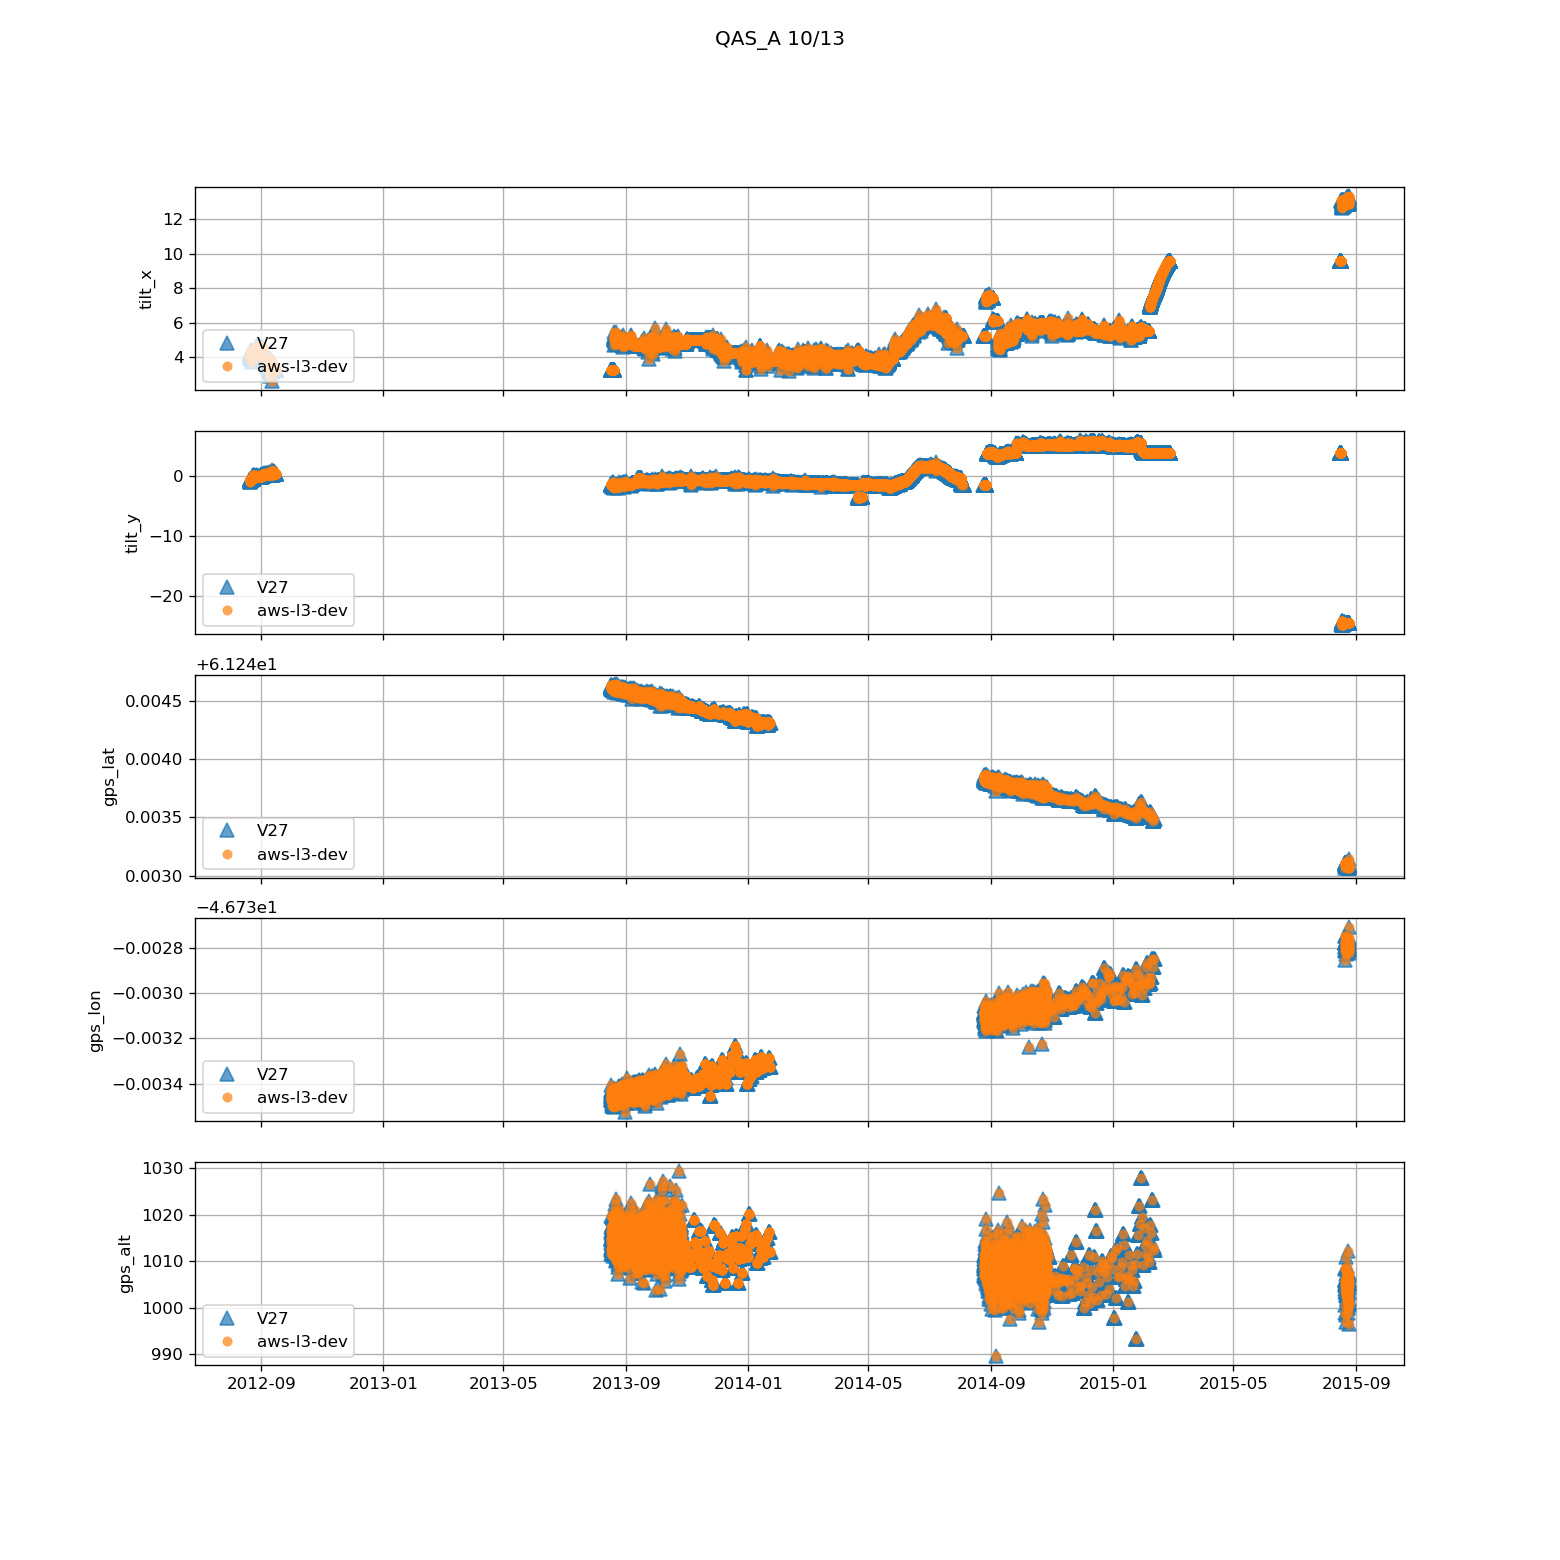 QAS_A 10/13
12
10
8
6
4
tilt_x
V27
aws-l3-dev
0
−10
−20
tilt_y
V27
aws-l3-dev
+6.124e1
0.0045
0.0040
0.0035
0.0030
gps_lat
V27
aws-l3-dev
−4.673e1
−0.0028
−0.0030
−0.0032
−0.0034
gps_lon
V27
aws-l3-dev
1030
1020
1010
1000
990
gps_alt
V27
aws-l3-dev
2012-09 2013-01 2013-05 2013-09 2014-01 2014-05 2014-09 2015-01 2015-05 2015-09